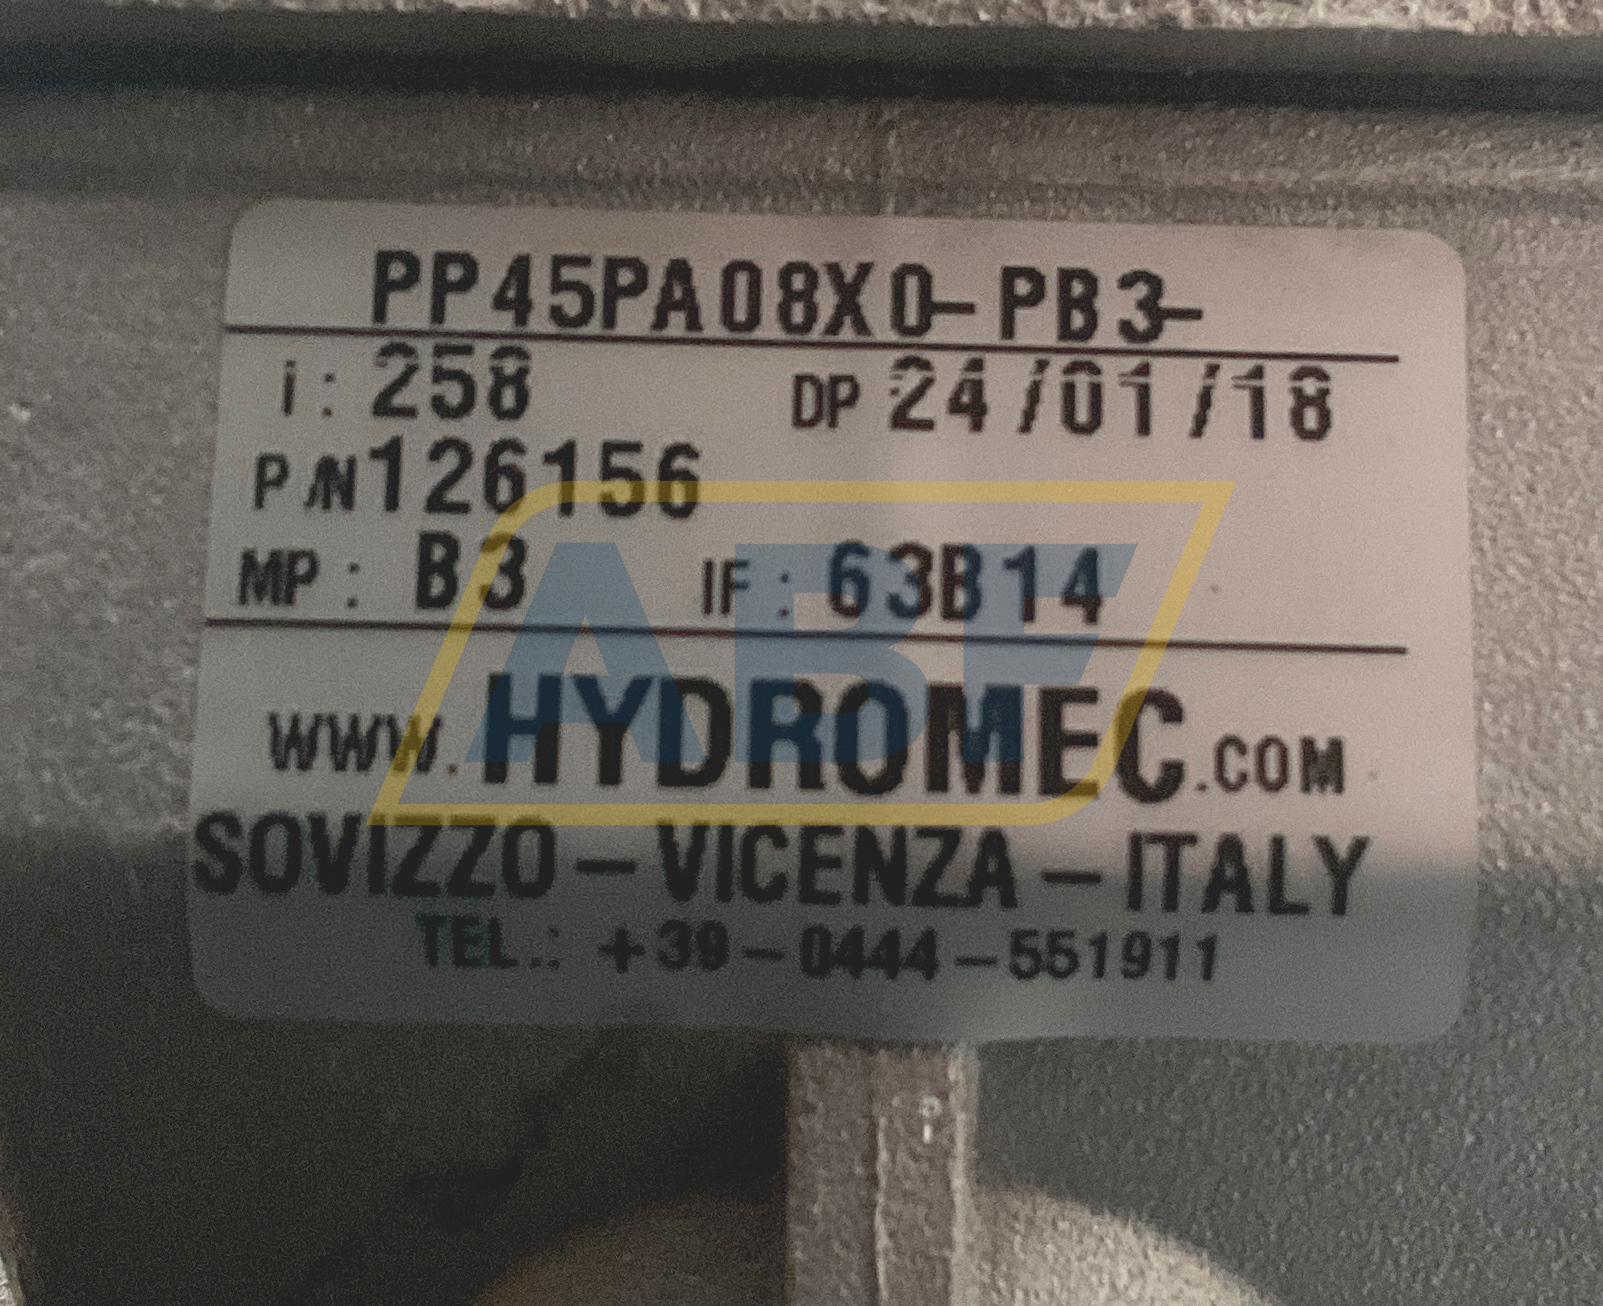 PP45PA08X0-PB3-
i: 258 DP 24/01/18
P/N 126156
MP: B3 IF: 63B14
ABF
www.HYDROMEC.COM
SOVIZZO-VICENZA-ITALY
TEL.: +39-0444-551911